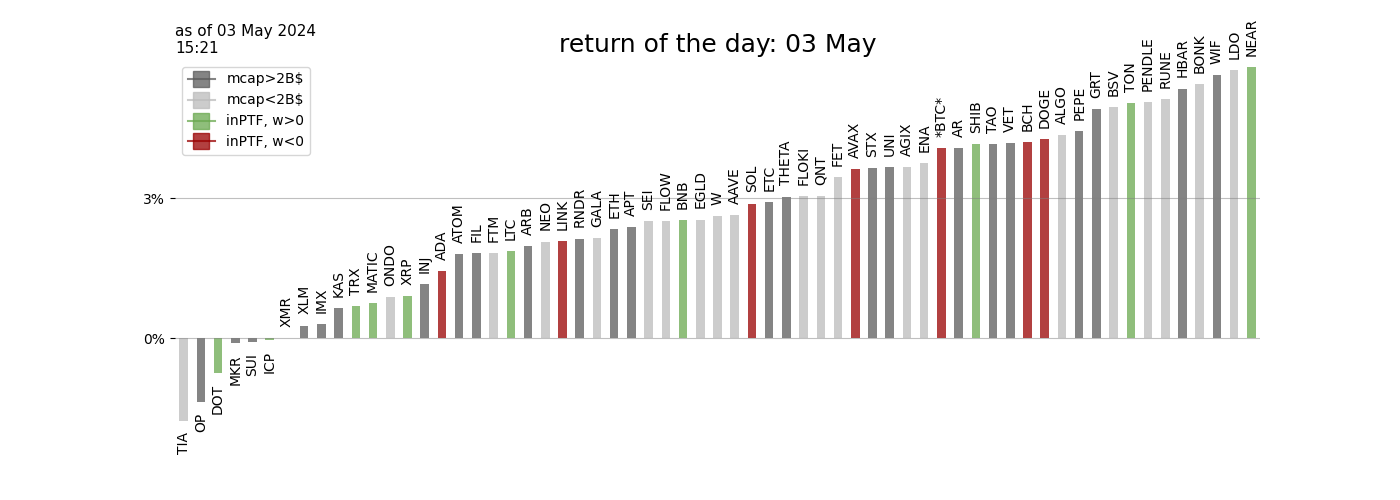 as of 03 May 2024
15:21
return of the day: 03 May
mcap>2B$
mcap<2B$
inPTF, w>0
inPTF, w<0
3%
0%
TIA
OP
DOT
MKR
SUI
ICP
XMR
XLM
IMX
KAS
TRX
MATIC
ONDO
XRP
INJ
ADA
ATOM
FIL
FTM
LTC
ARB
NEO
LINK
RNDR
GALA
ETH
APT
SEI
FLOW
BNB
EGLD
W
AAVE
SOL
ETC
THETA
FLOKI
QNT
FET
AVAX
STX
UNI
AGIX
ENA
*BTC*
AR
SHIB
TAO
VET
BCH
DOGE
ALGO
PEPE
GRT
BSV
TON
PENDLE
RUNE
HBAR
BONK
WIF
LDO
NEAR